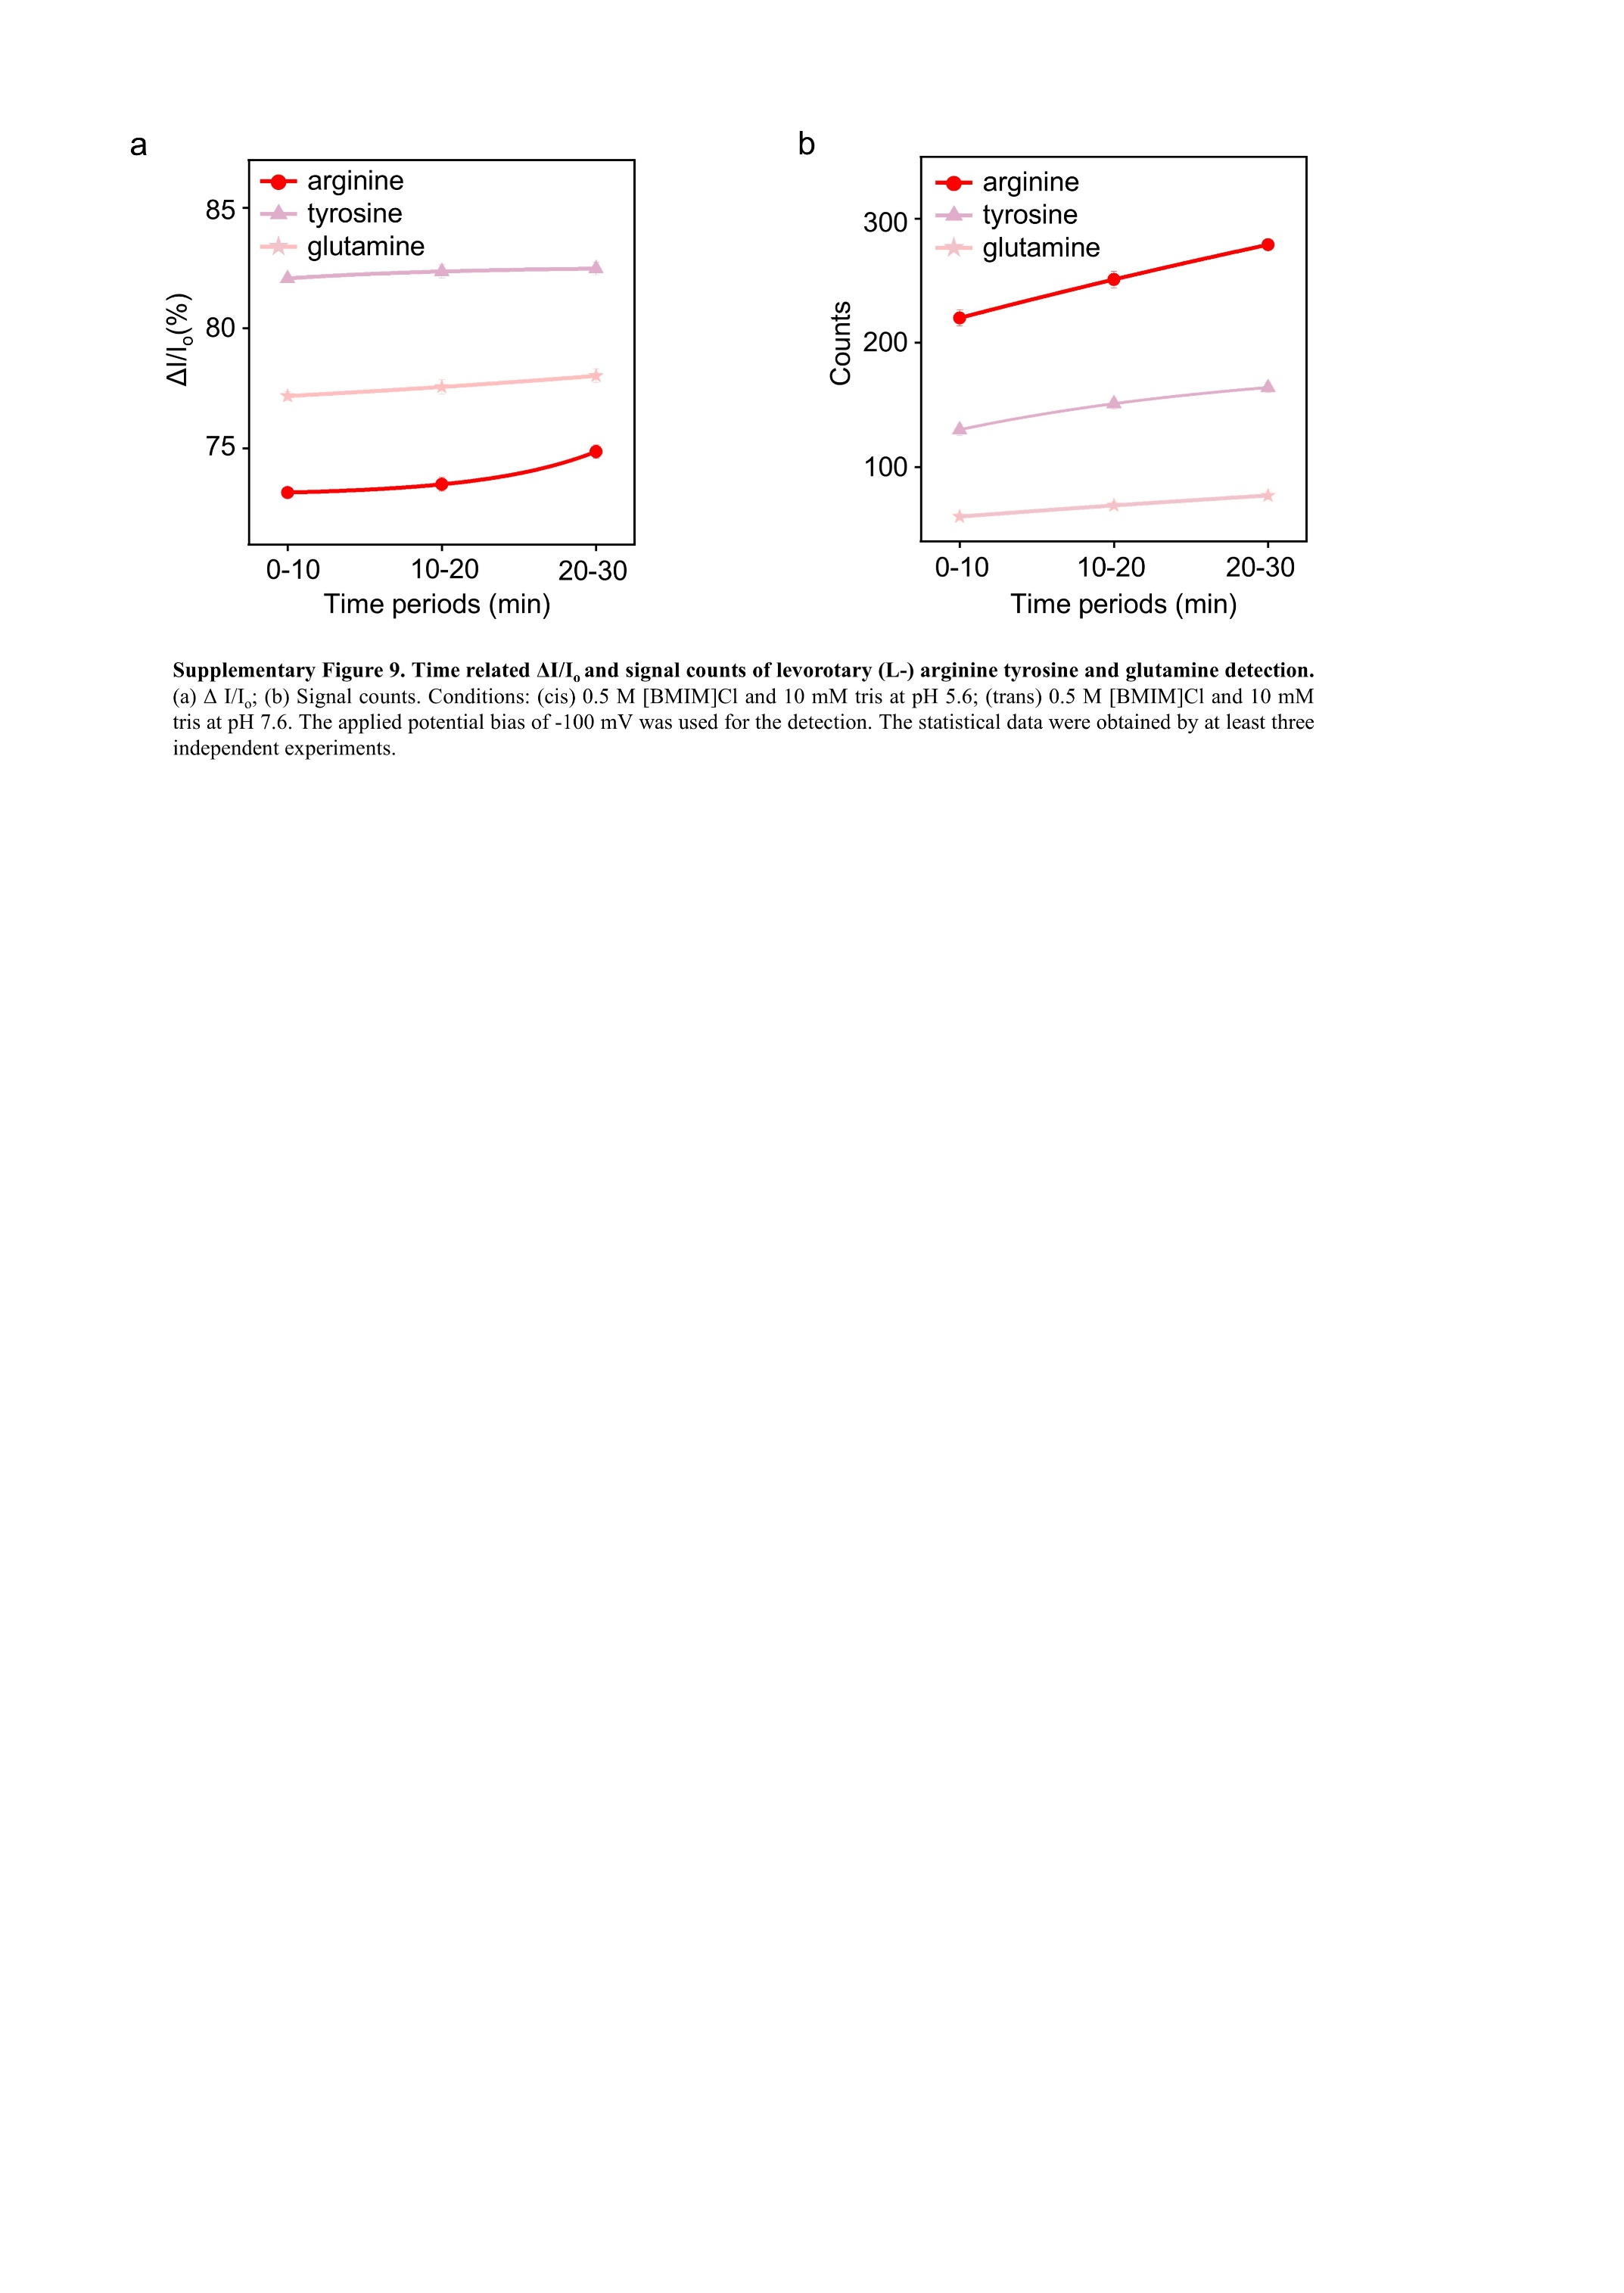 a
arginine
tyrosine
glutamine
85
80
75
ΔI/Io(%)
0-10 10-20 20-30
Time periods (min)
b
arginine
tyrosine
glutamine
300
200
100
Counts
0-10 10-20 20-30
Time periods (min)
Supplementary Figure 9. Time related ΔI/Io and signal counts of levorotary (L-) arginine tyrosine and glutamine detection.
(a) Δ I/Io; (b) Signal counts. Conditions: (cis) 0.5 M [BMIM]Cl and 10 mM tris at pH 5.6; (trans) 0.5 M [BMIM]Cl and 10 mM
tris at pH 7.6. The applied potential bias of -100 mV was used for the detection. The statistical data were obtained by at least three
independent experiments.